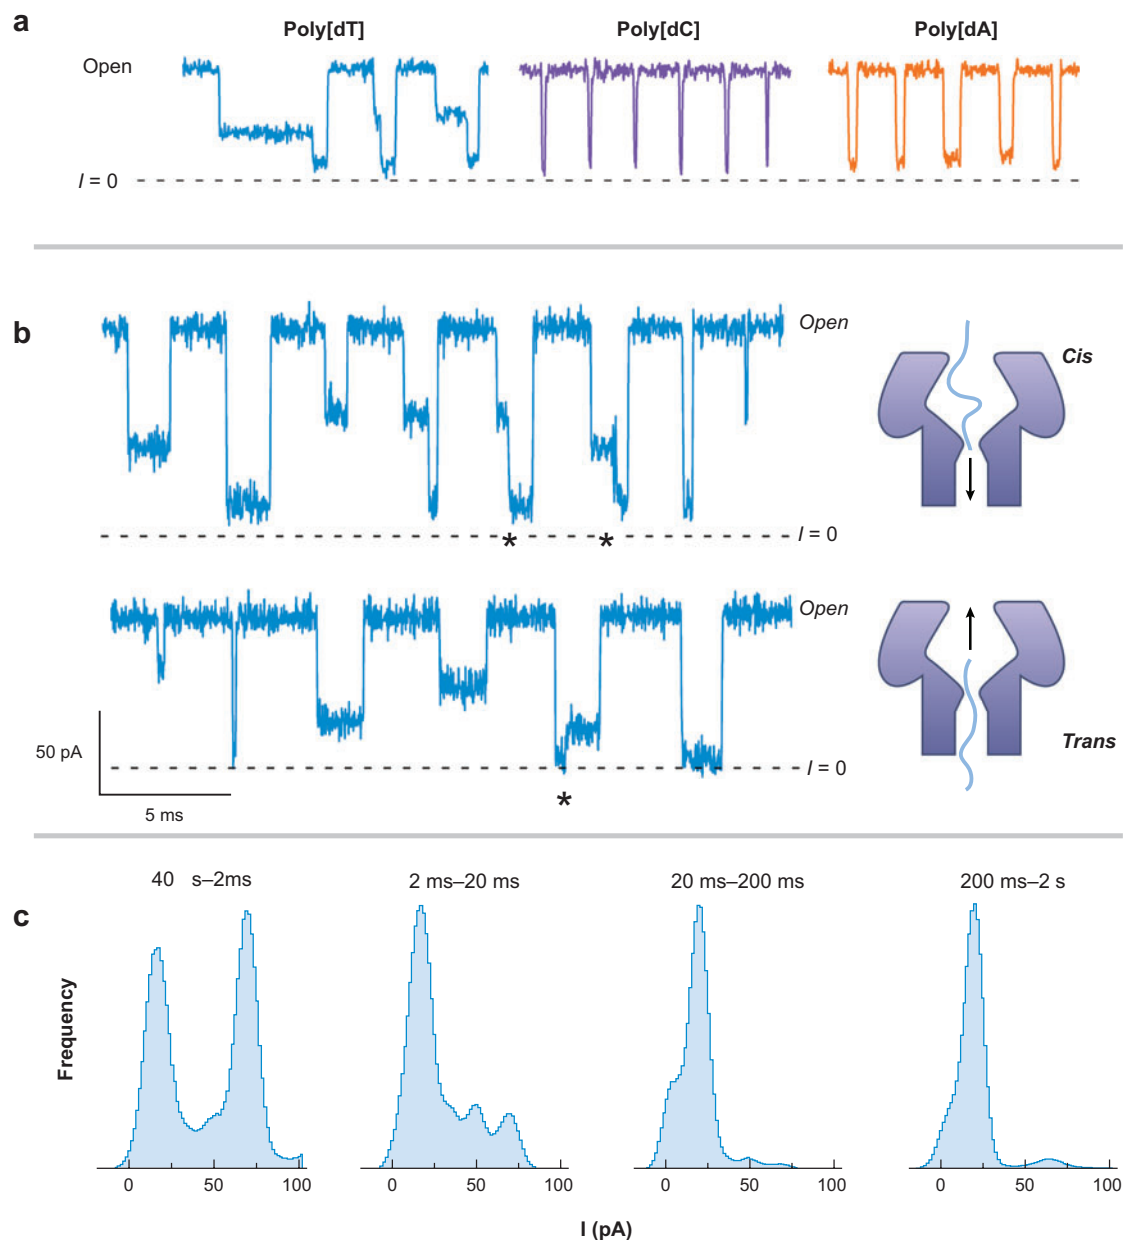 a
Poly[dT]
Poly[dC]
Poly[dA]
Open
I = 0
b
Open
Cis
I = 0
* *
Open
Trans
50 pA
I = 0
5 ms
*
c
40 s–2ms
2 ms–20 ms
20 ms–200 ms
200 ms–2 s
Frequency
0 50 100
0 50 100
0 50 100
0 50 100
I (pA)